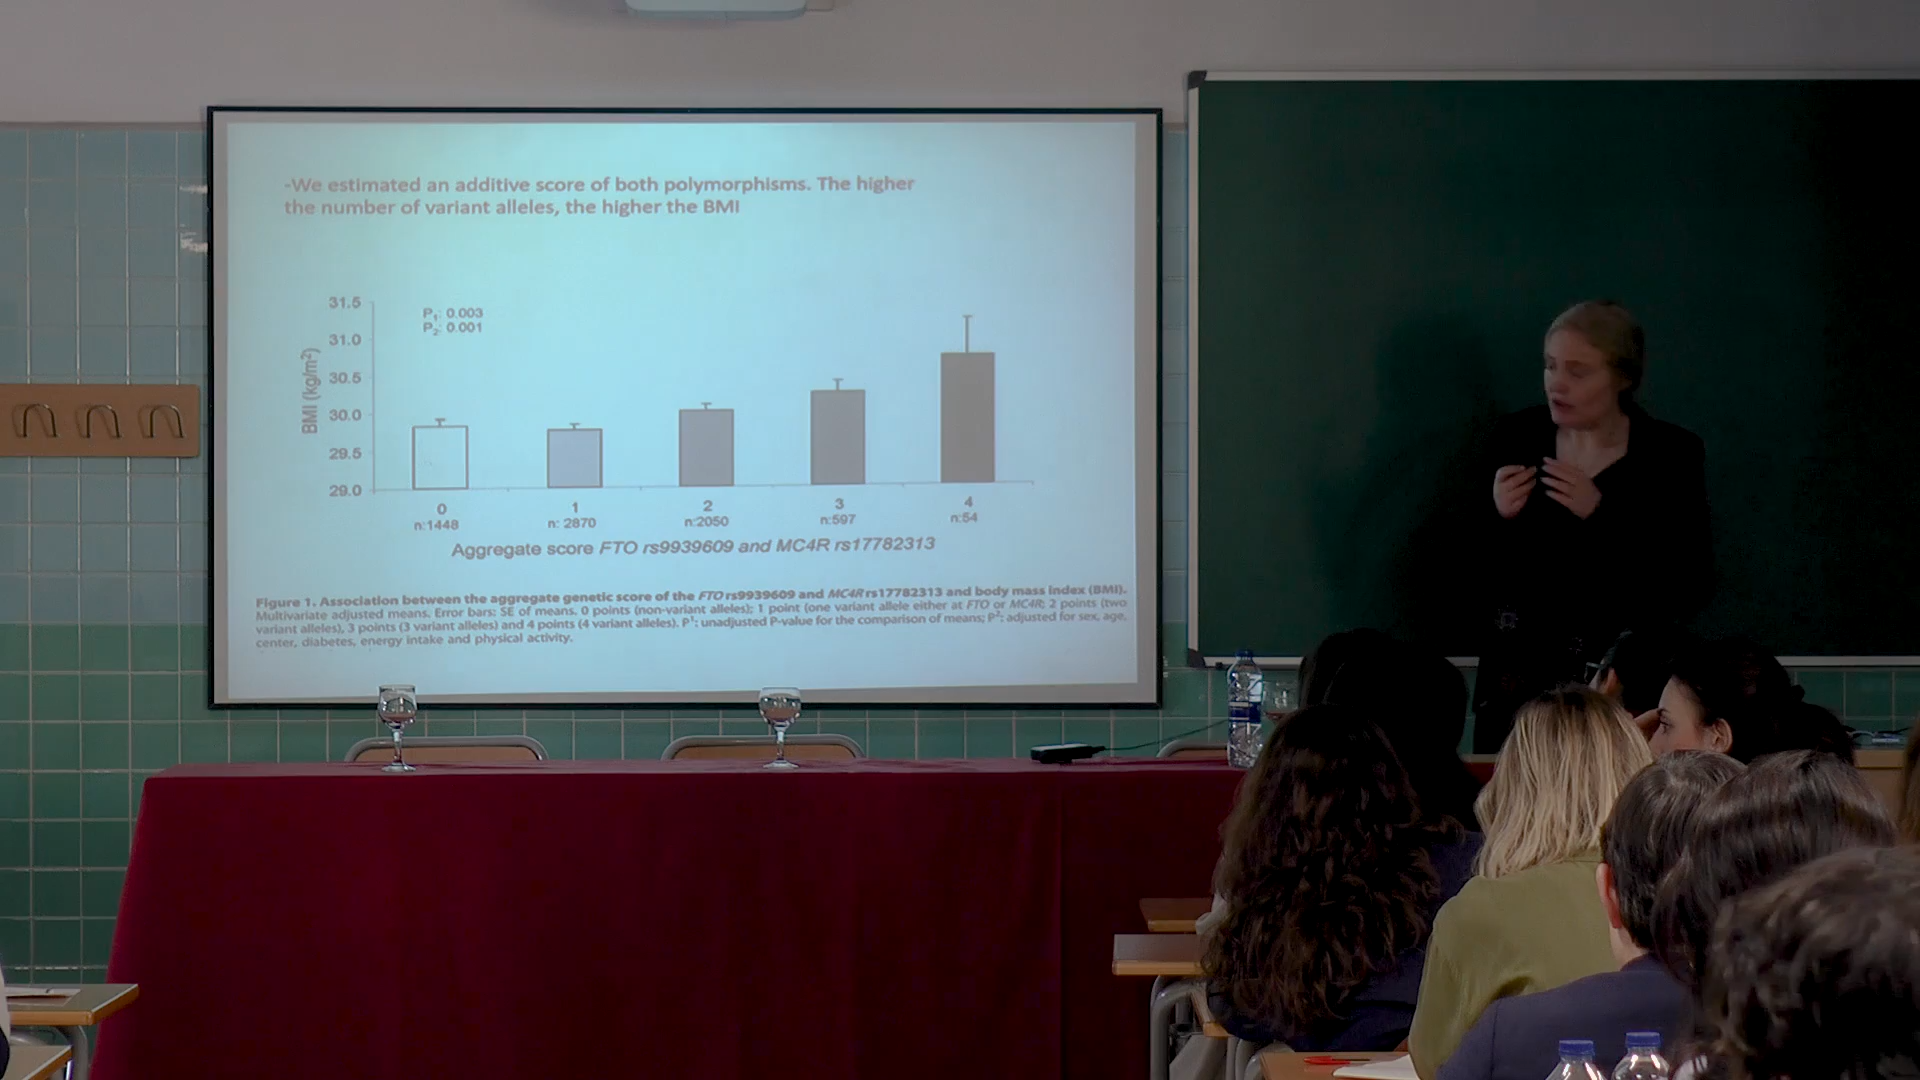 -We estimated an additive score of both polymorphisms. The higher
the number of variant alleles, the higher the BMI
31.5
31.0
30.5
30.0
29.5
29.0
BMI (kg/m²)
P₁: 0.003
P₂: 0.001
0 1 2 3 4
n:1448 n: 2870 n:2050 n:597 n:54
Aggregate score FTO rs9939609 and MC4R rs17782313
Figure 1. Association between the aggregate genetic score of the FTO rs9939609 and MC4R rs17782313 and body mass index (BMI).
Multivariate adjusted means. Error bars: SE of means. 0 points (non-variant alleles); 1 point (one variant allele either at FTO or MC4R; 2 points (two
variant alleles), 3 points (3 variant alleles) and 4 points (4 variant alleles). P¹: unadjusted P-value for the comparison of means; P²: adjusted for sex, age,
center, diabetes, energy intake and physical activity.